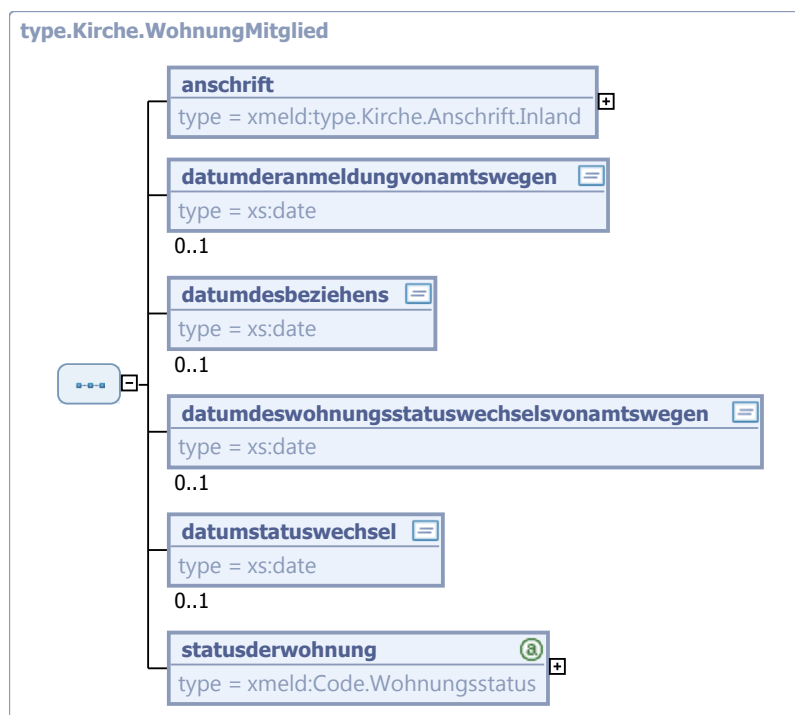 type.Kirche.WohnungMitglied
anschrift
type = xmeld:type.Kirche.Anschrift.Inland
datumderanmeldungvonamtswegen
type = xs:date
0..1
datumdesbeziehens
type = xs:date
0..1
datumdeswohnungsstatuswechselsvonamtswegen
type = xs:date
0..1
datumstatuswechsel
type = xs:date
0..1
statusderwohnung
type = xmeld:Code.Wohnungsstatus